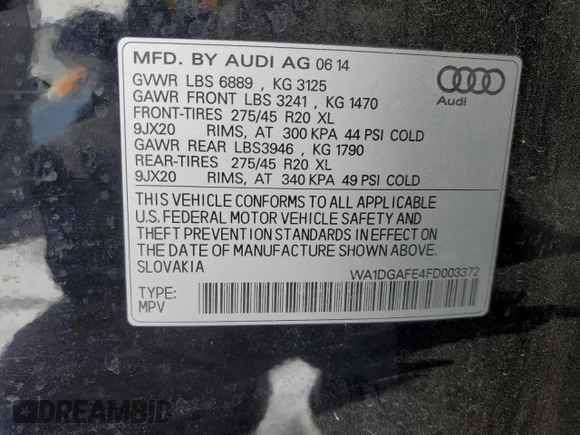 MFD. BY AUDI AG 06 14
GVWR LBS 6889 , KG 3125
GAWR FRONT LBS 3241 , KG 1470
FRONT-TIRES 275/45 R20 XL
9JX20 RIMS, AT 300 KPA 44 PSI COLD
GAWR REAR LBS3946 , KG 1790
REAR-TIRES 275/45 R20 XL
9JX20 RIMS, AT 340 KPA 49 PSI COLD
Audi
THIS VEHICLE CONFORMS TO ALL APPLICABLE
U.S. FEDERAL MOTOR VEHICLE SAFETY AND
THEFT PREVENTION STANDARDS IN EFFECT ON
THE DATE OF MANUFACTURE SHOWN ABOVE.
SLOVAKIA
WA1DGAFE4FD003372
TYPE:
MPV
DREAMBID